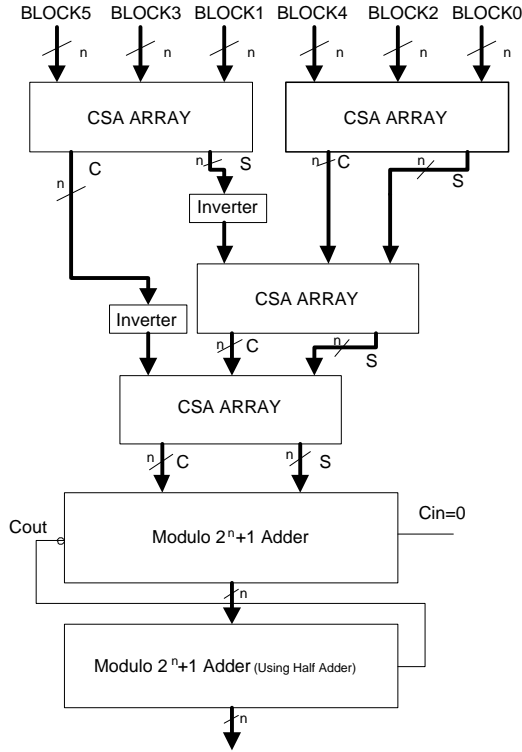 BLOCK5 BLOCK3 BLOCK1 BLOCK4 BLOCK2 BLOCK0
n n n n n n
CSA ARRAY CSA ARRAY
n C n S n C n S
Inverter
CSA ARRAY
Inverter n C n S
CSA ARRAY
n C n S
Cout Modulo 2ⁿ+1 Adder Cin=0
n
Modulo 2ⁿ+1 Adder (Using Half Adder)
n